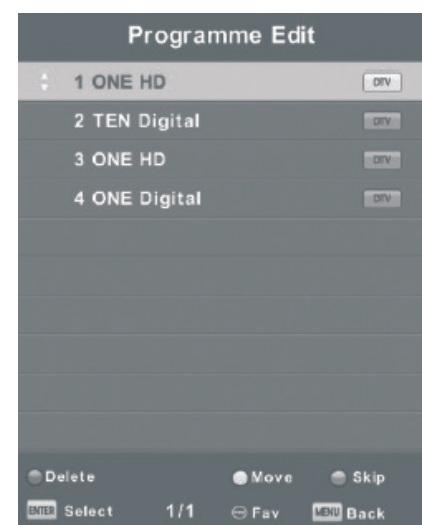 Programme Edit
1 ONE HD DTV
2 TEN Digital DTV
3 ONE HD DTV
4 ONE Digital DTV
Delete Move Skip
ENTER Select 1/1 Fav MENU Back